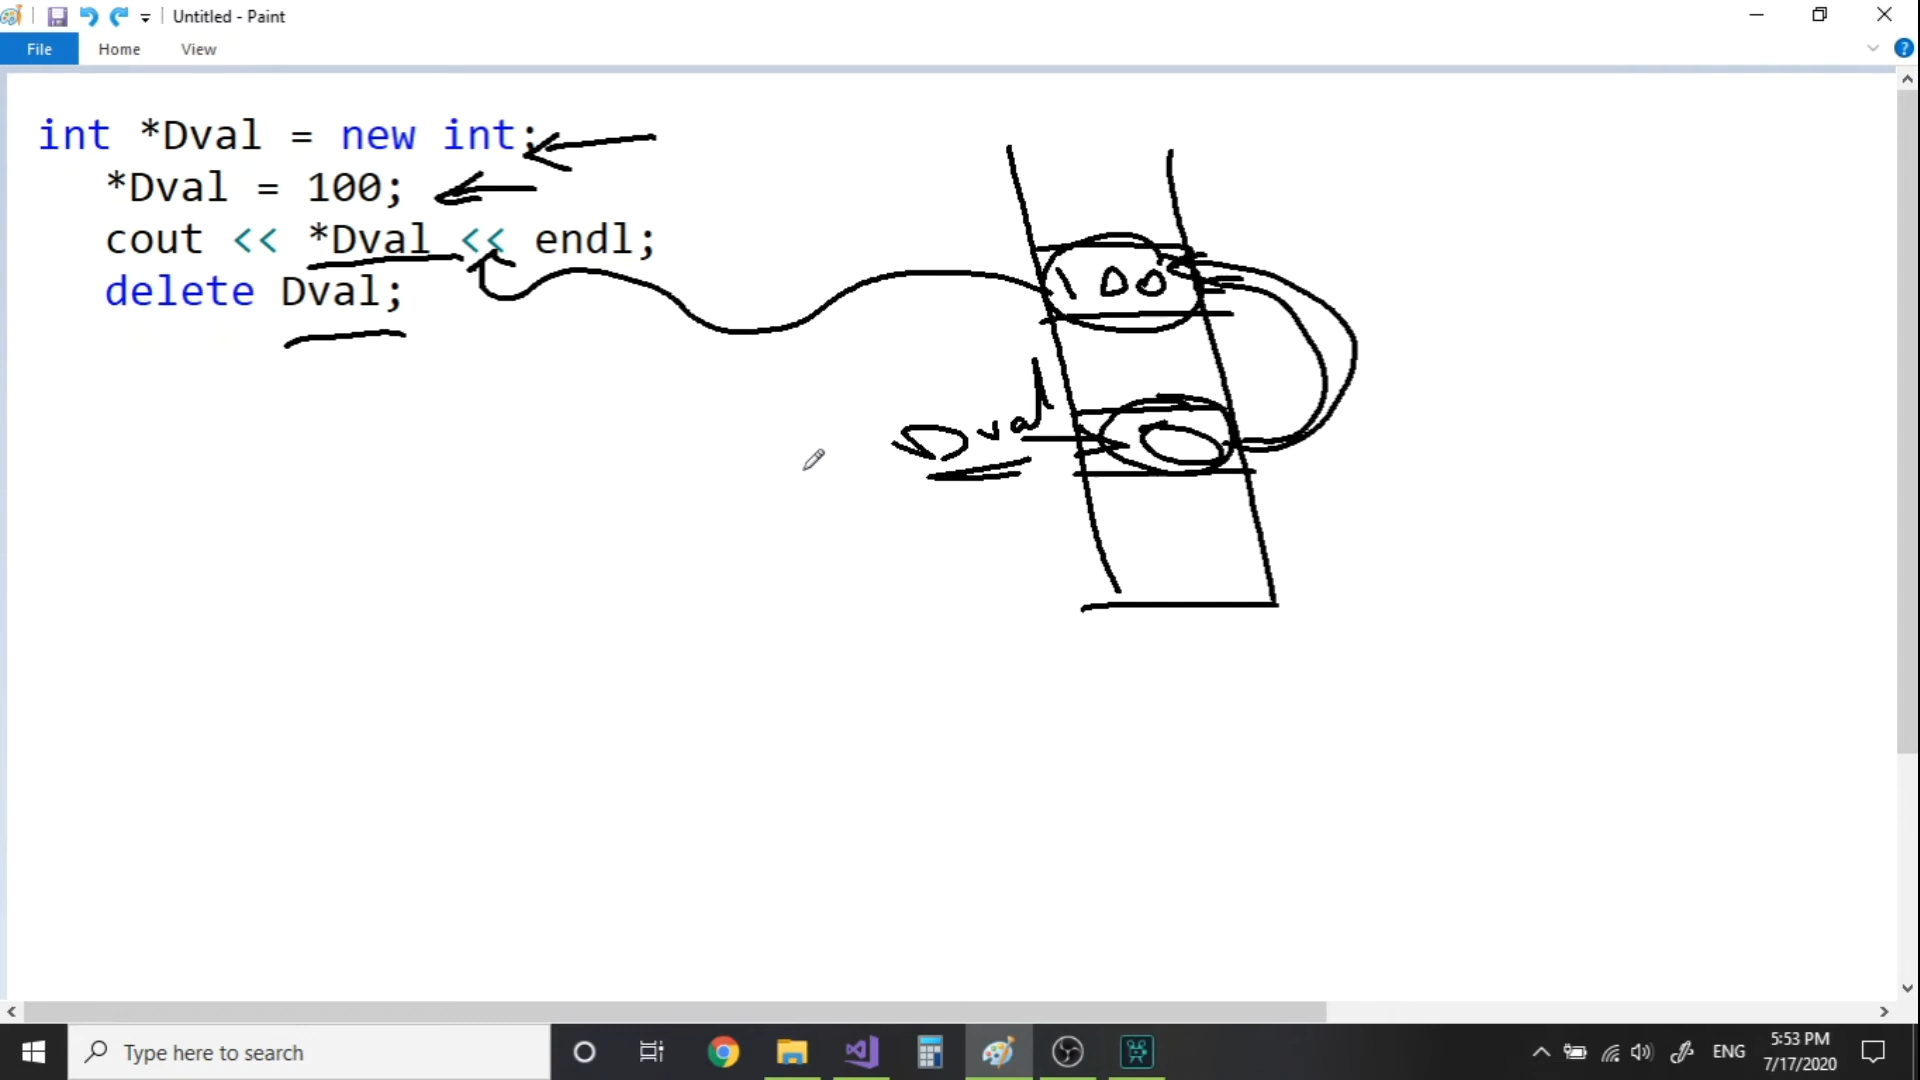 Untitled - Paint
File Home View
int *Dval = new int;
*Dval = 100;
cout << *Dval << endl;
delete Dval;
100
Dval
Type here to search
ENG
5:53 PM
7/17/2020